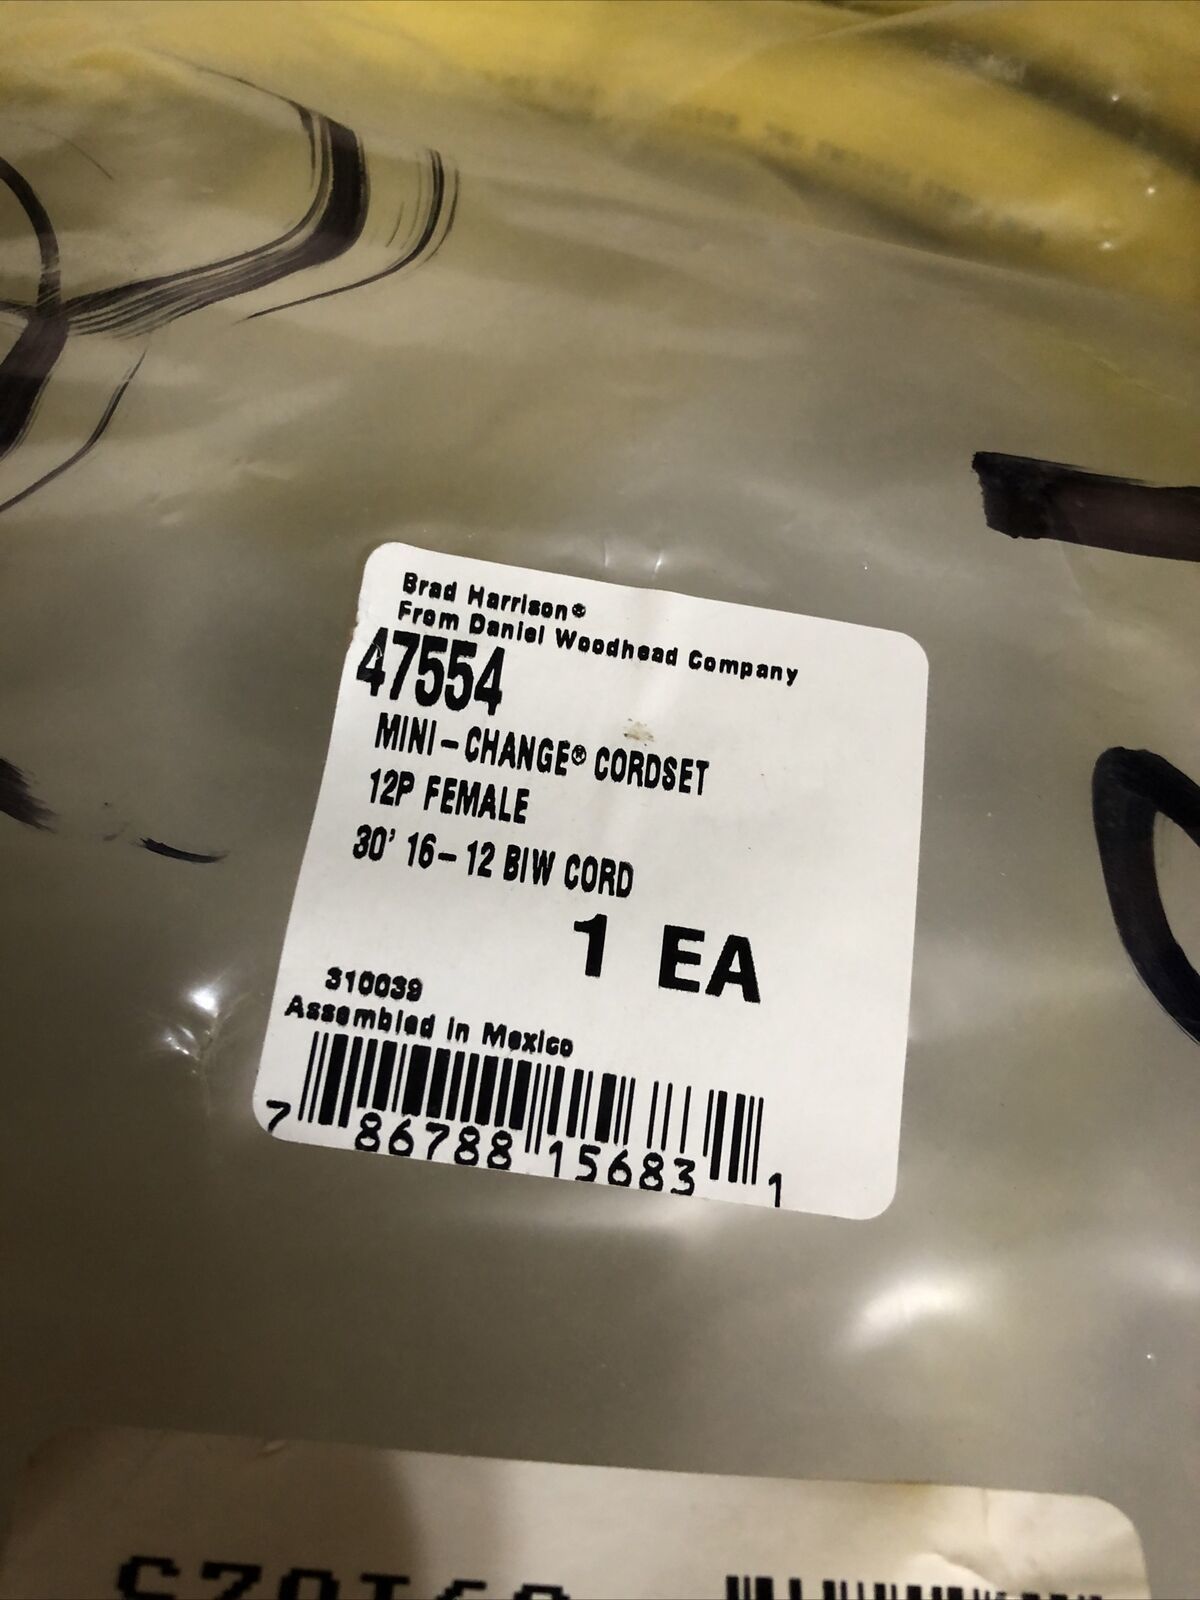 Brad Harrison®
From Daniel Woodhead Company
47554
MINI-CHANGE® CORDSET
12P FEMALE
30' 16-12 BIW CORD
1 EA
310039
Assembled in Mexico
7 86788 15683 1